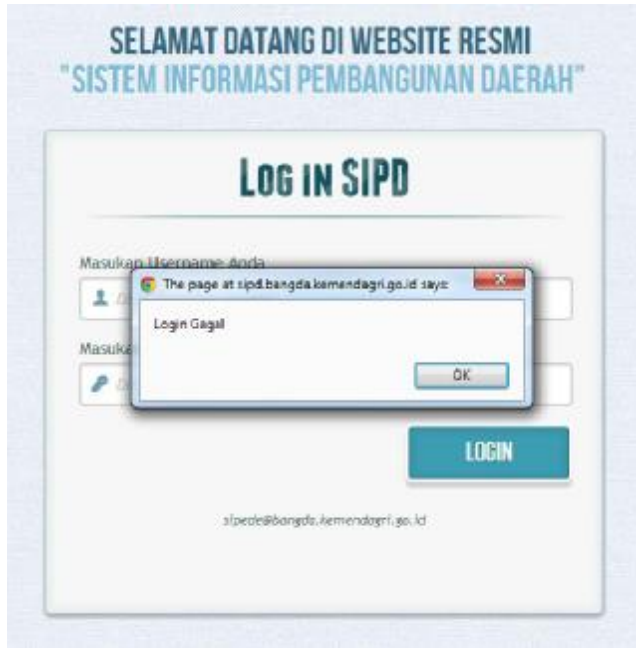 SELAMAT DATANG DI WEBSITE RESMI
"SISTEM INFORMASI PEMBANGUNAN DAERAH"
LOG IN SIPD
Masukan Username Anda
The page at sipd.bangda.kemendagri.go.id says:
Login Gagal!
OK
LOGIN
sipede@bangda.kemendagri.go.id